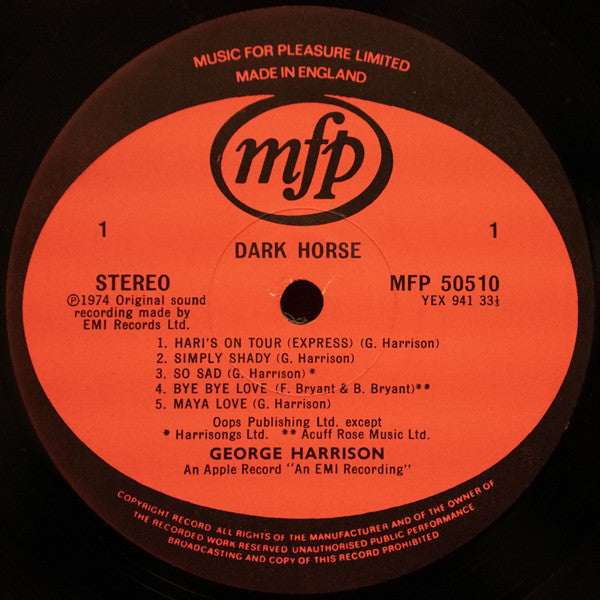 MUSIC FOR PLEASURE LIMITED
MADE IN ENGLAND
mfp
1
1
DARK HORSE
STEREO
℗1974 Original sound
recording made by
EMI Records Ltd.
MFP 50510
YEX 941 33⅓
1. HARI'S ON TOUR (EXPRESS) (G. Harrison)
2. SIMPLY SHADY (G. Harrison)
3. SO SAD (G. Harrison)*
4. BYE BYE LOVE (F. Bryant & B. Bryant)**
5. MAYA LOVE (G. Harrison)
Oops Publishing Ltd. except
* Harrisongs Ltd. ** Acuff Rose Music Ltd.
GEORGE HARRISON
An Apple Record "An EMI Recording"
COPYRIGHT RECORD ALL RIGHTS OF THE MANUFACTURER AND OF THE OWNER OF
THE RECORDED WORK RESERVED UNAUTHORISED PUBLIC PERFORMANCE
BROADCASTING AND COPY OF THIS RECORD PROHIBITED